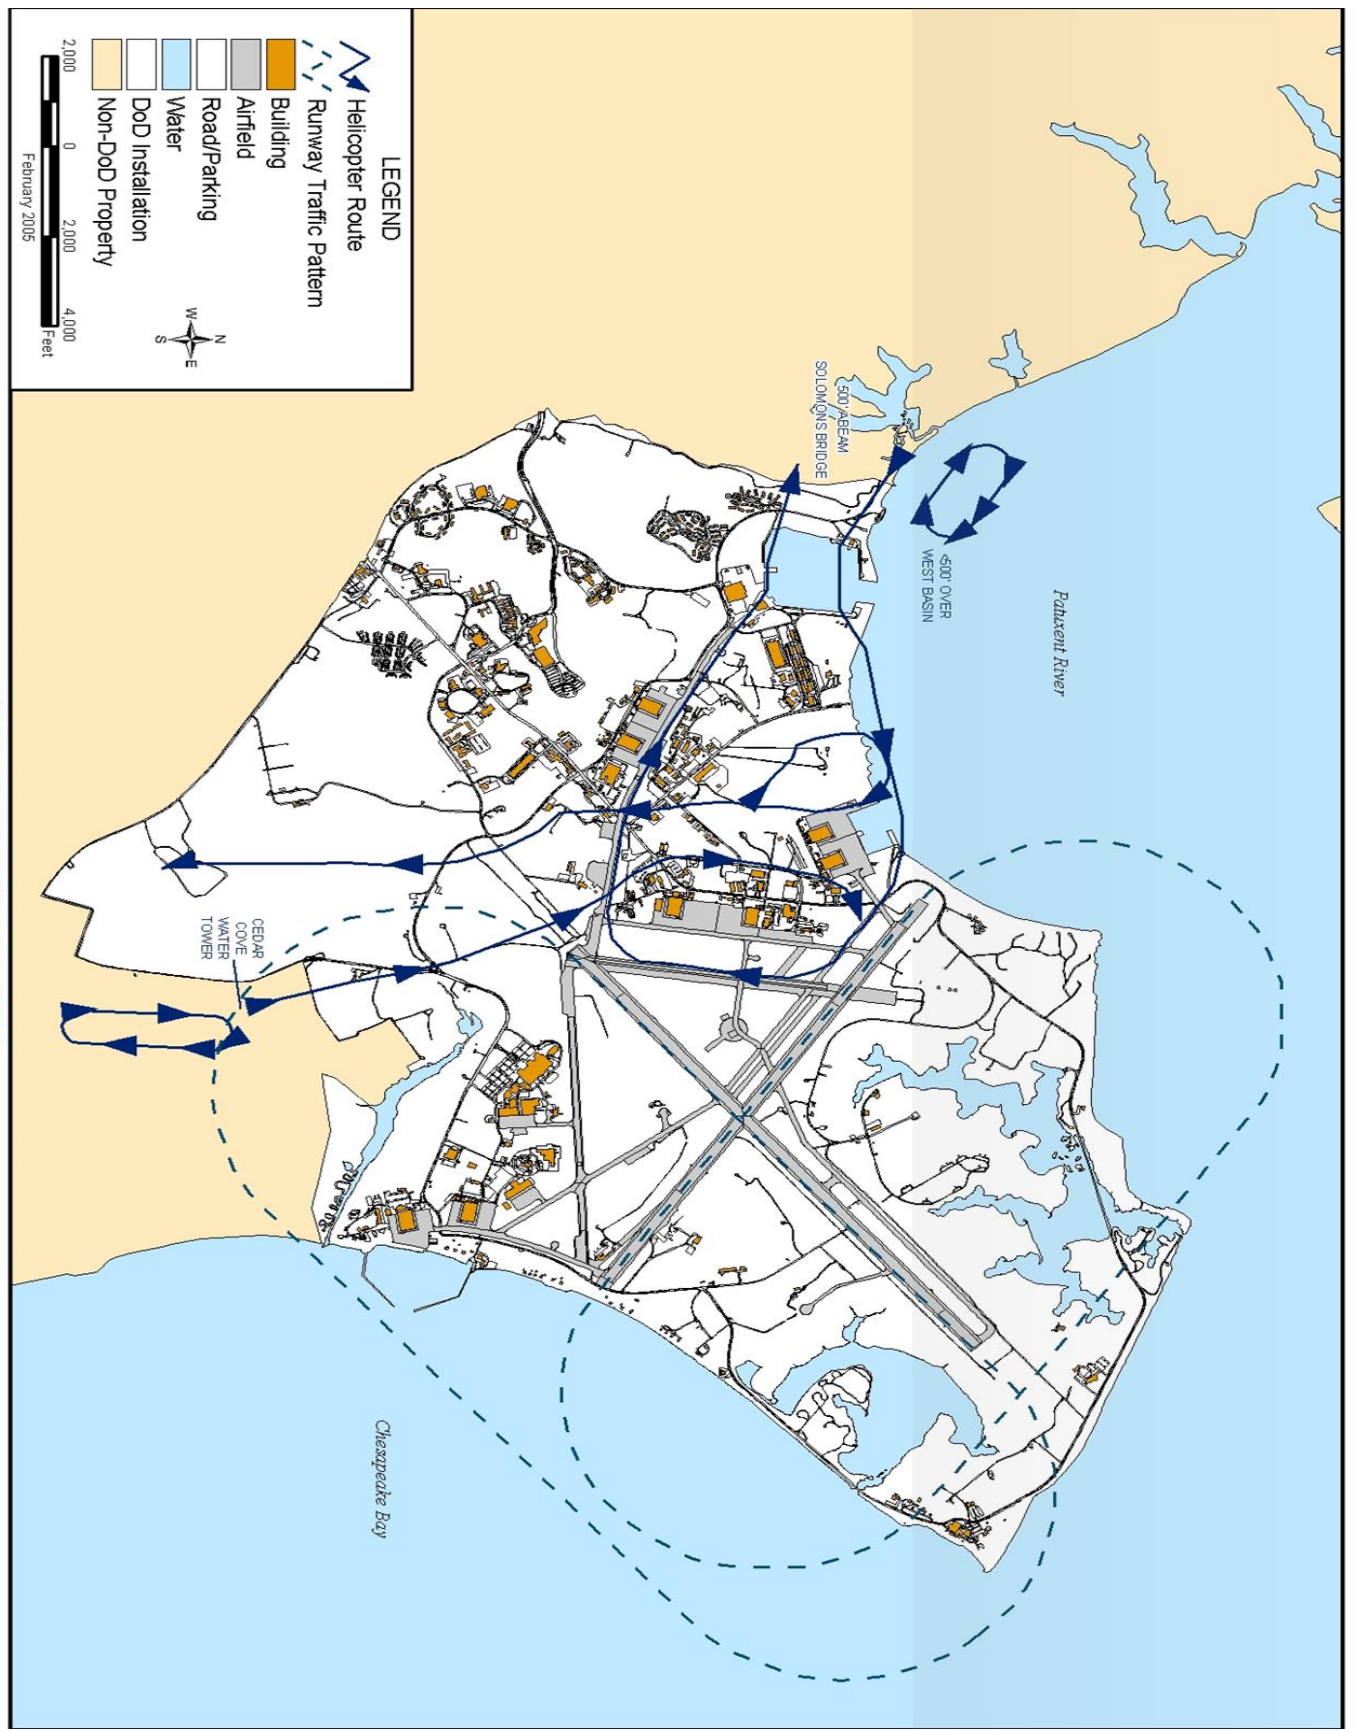 LEGEND
Helicopter Route
Runway Traffic Pattern
Building
Airfield
Road/Parking
Water
DoD Installation
Non-DoD Property
2,000 0 2,000 4,000
Feet
February 2005
N
W E
S
500' ABEAM
SOLOMONS BRIDGE
<500' OVER
WEST BASIN
Patuxent River
CEDAR
COVE
WATER
TOWER
Chesapeake Bay